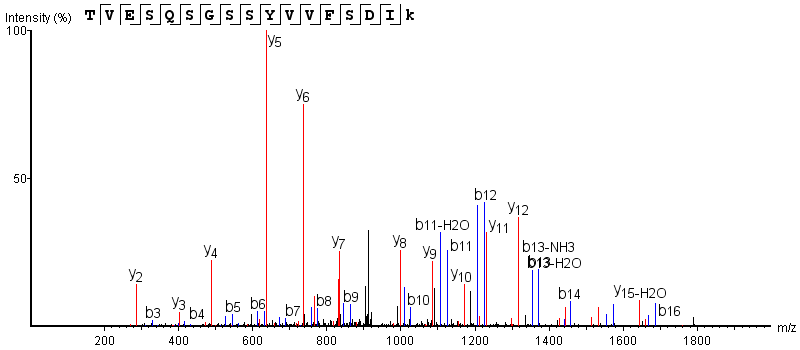 Intensity (%) T V E S Q S G S S Y V V F S D I k
100
y5
y6
50
y2 b3 y3 b4 y4 b5 b6 b7 b8 y7 b9 y8 b10 y9 b11-H2O b11 y10 b12 y11 y12 b13-NH3 b13 b13-H2O b14 y15-H2O b16
200 400 600 800 1000 1200 1400 1600 1800 m/z